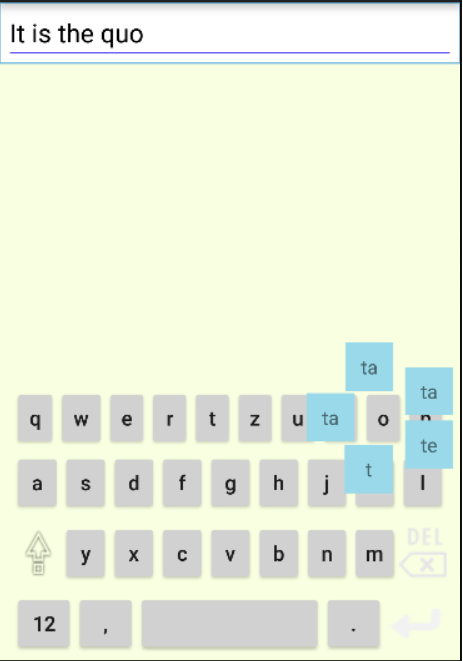 It is the quo
ta
ta
q w e r t z u ta o
te
a s d f g h j t l
y x c v b n m DEL
12 , .